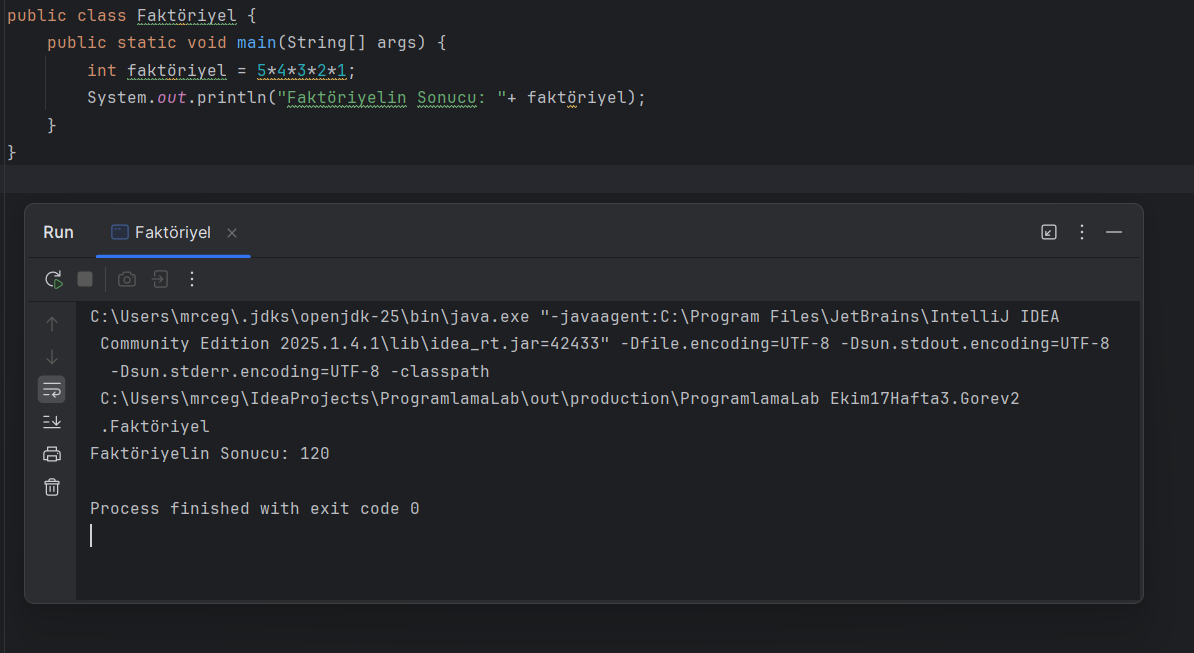 public class Faktöriyel {
    public static void main(String[] args) {
        int faktöriyel = 5*4*3*2*1;
        System.out.println("Faktöriyelin Sonucu: "+ faktöriyel);
    }
}
Run Faktöriyel
C:\Users\mrceg\.jdks\openjdk-25\bin\java.exe "-javaagent:C:\Program Files\JetBrains\IntelliJ IDEA
Community Edition 2025.1.4.1\lib\idea_rt.jar=42433" -Dfile.encoding=UTF-8 -Dsun.stdout.encoding=UTF-8
-Dsun.stderr.encoding=UTF-8 -classpath
C:\Users\mrceg\IdeaProjects\ProgramlamaLab\out\production\ProgramlamaLab Ekim17Hafta3.Gorev2
.Faktöriyel
Faktöriyelin Sonucu: 120
Process finished with exit code 0